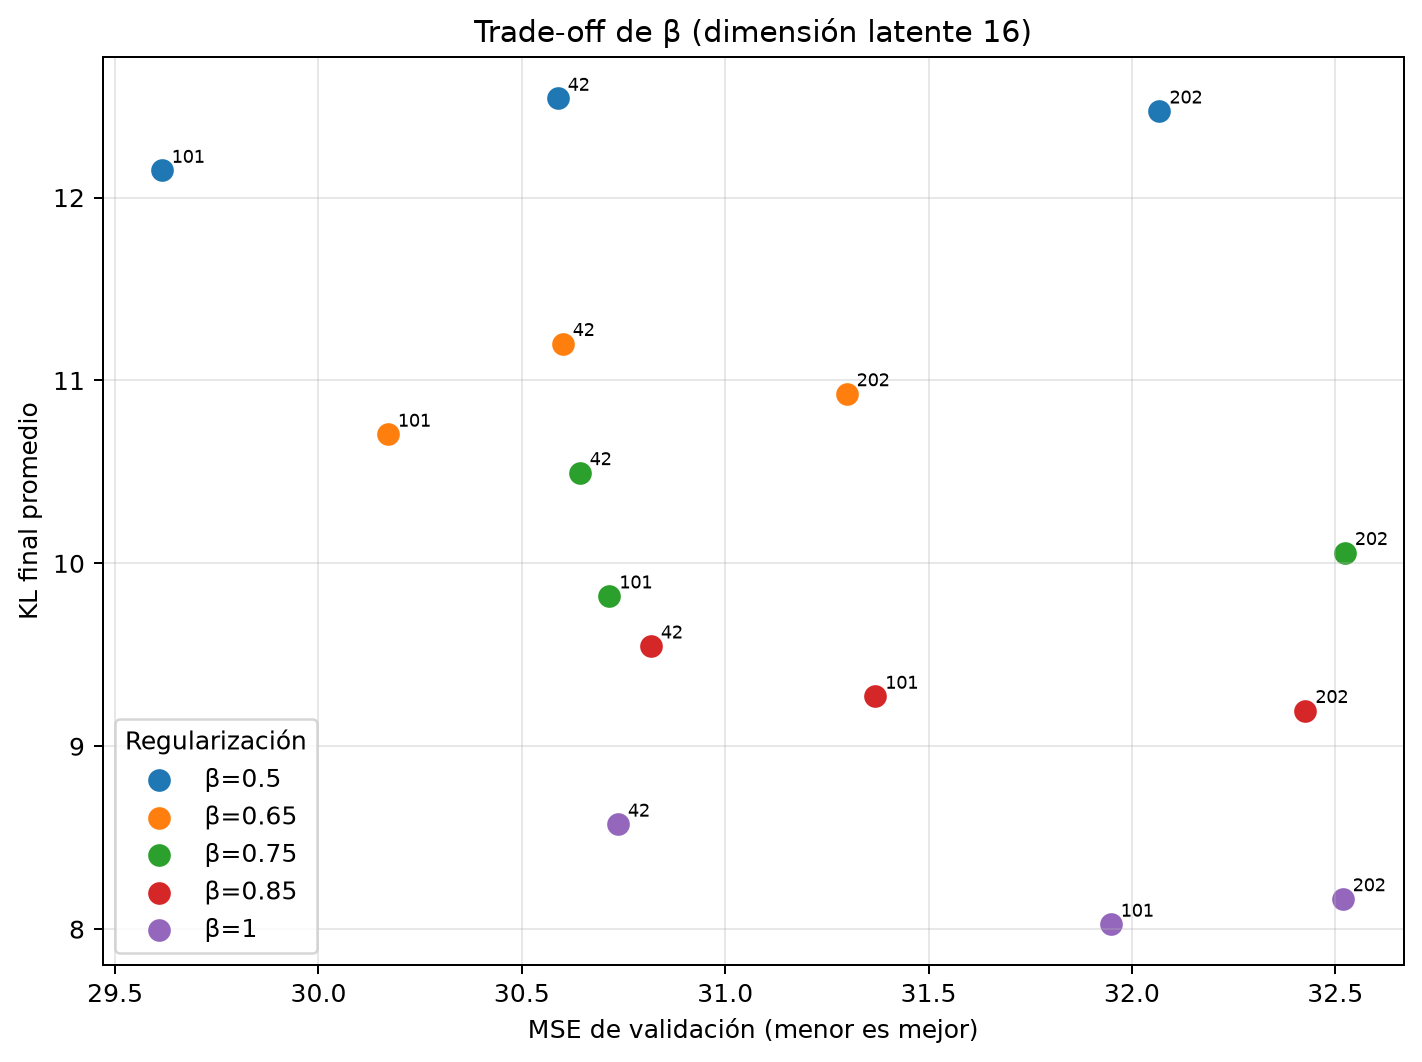 Trade-off de β (dimensión latente 16)
42
202
101
12
42
11
202
101
42
KL final promedio
10
202
101
42
101
202
9
Regularización
β=0.5
β=0.65
β=0.75
β=0.85
β=1
42
202
101
8
29.5 30.0 30.5 31.0 31.5 32.0 32.5
MSE de validación (menor es mejor)